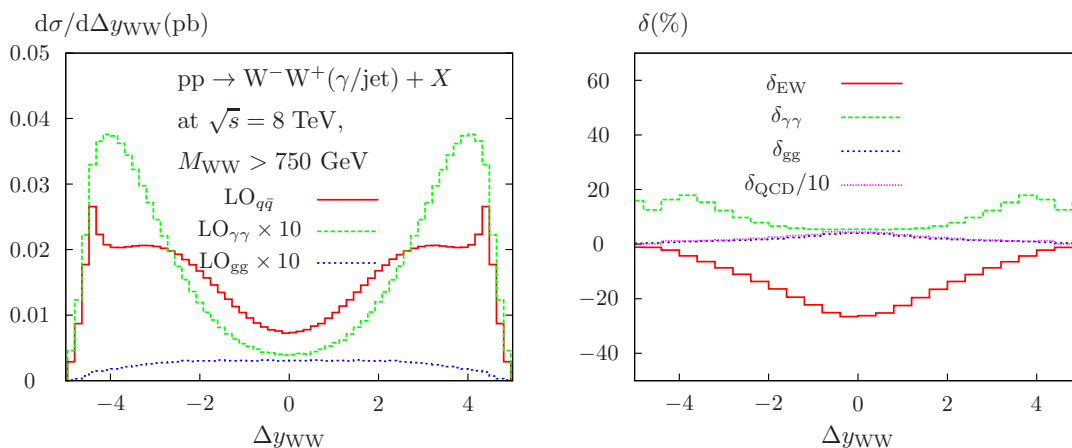 dσ/dΔy_WW(pb)
0.05
0.04
0.03
0.02
0.01
0
pp → W⁻W⁺(γ/jet) + X
at √s = 8 TeV,
M_WW > 750 GeV
LO_qq̄
LO_γγ × 10
LO_gg × 10
−4 −2 0 2 4
Δy_WW
δ(%)
60
40
20
0
−20
−40
δ_EW
δ_γγ
δ_gg
δ_QCD/10
−4 −2 0 2 4
Δy_WW